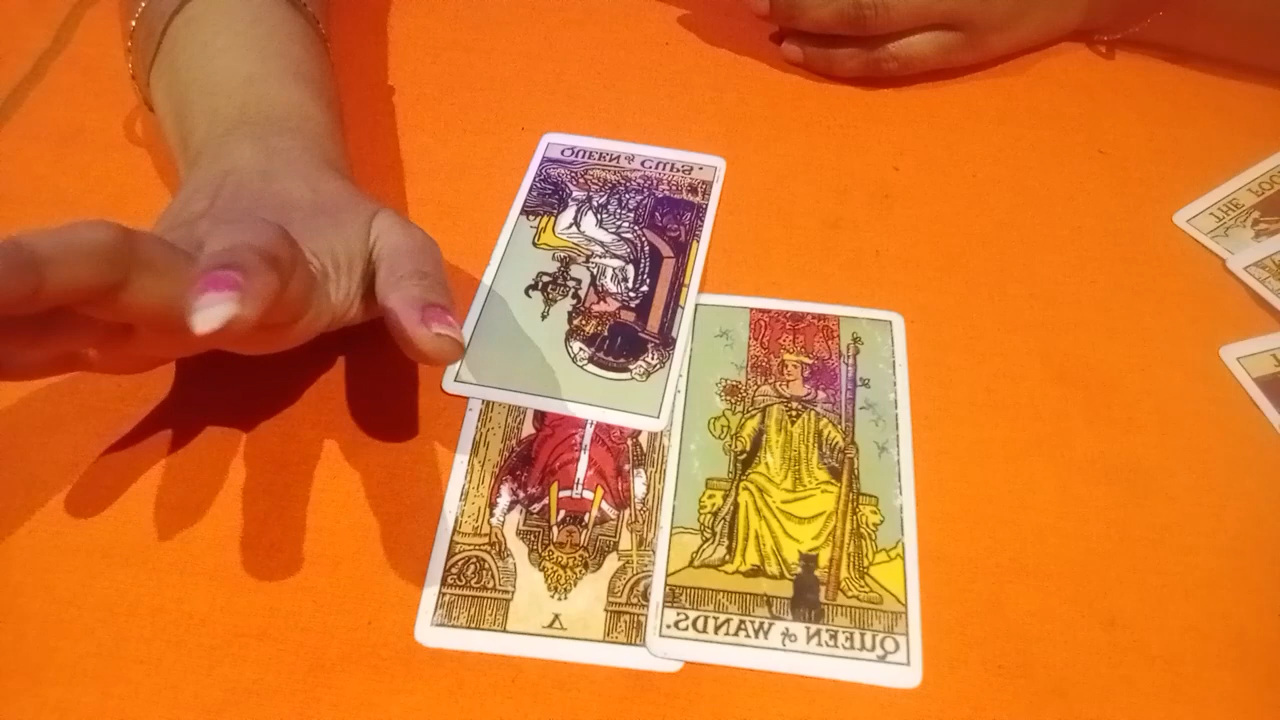 QUEEN of CUPS.
THE FOO
V
QUEEN of WANDS.